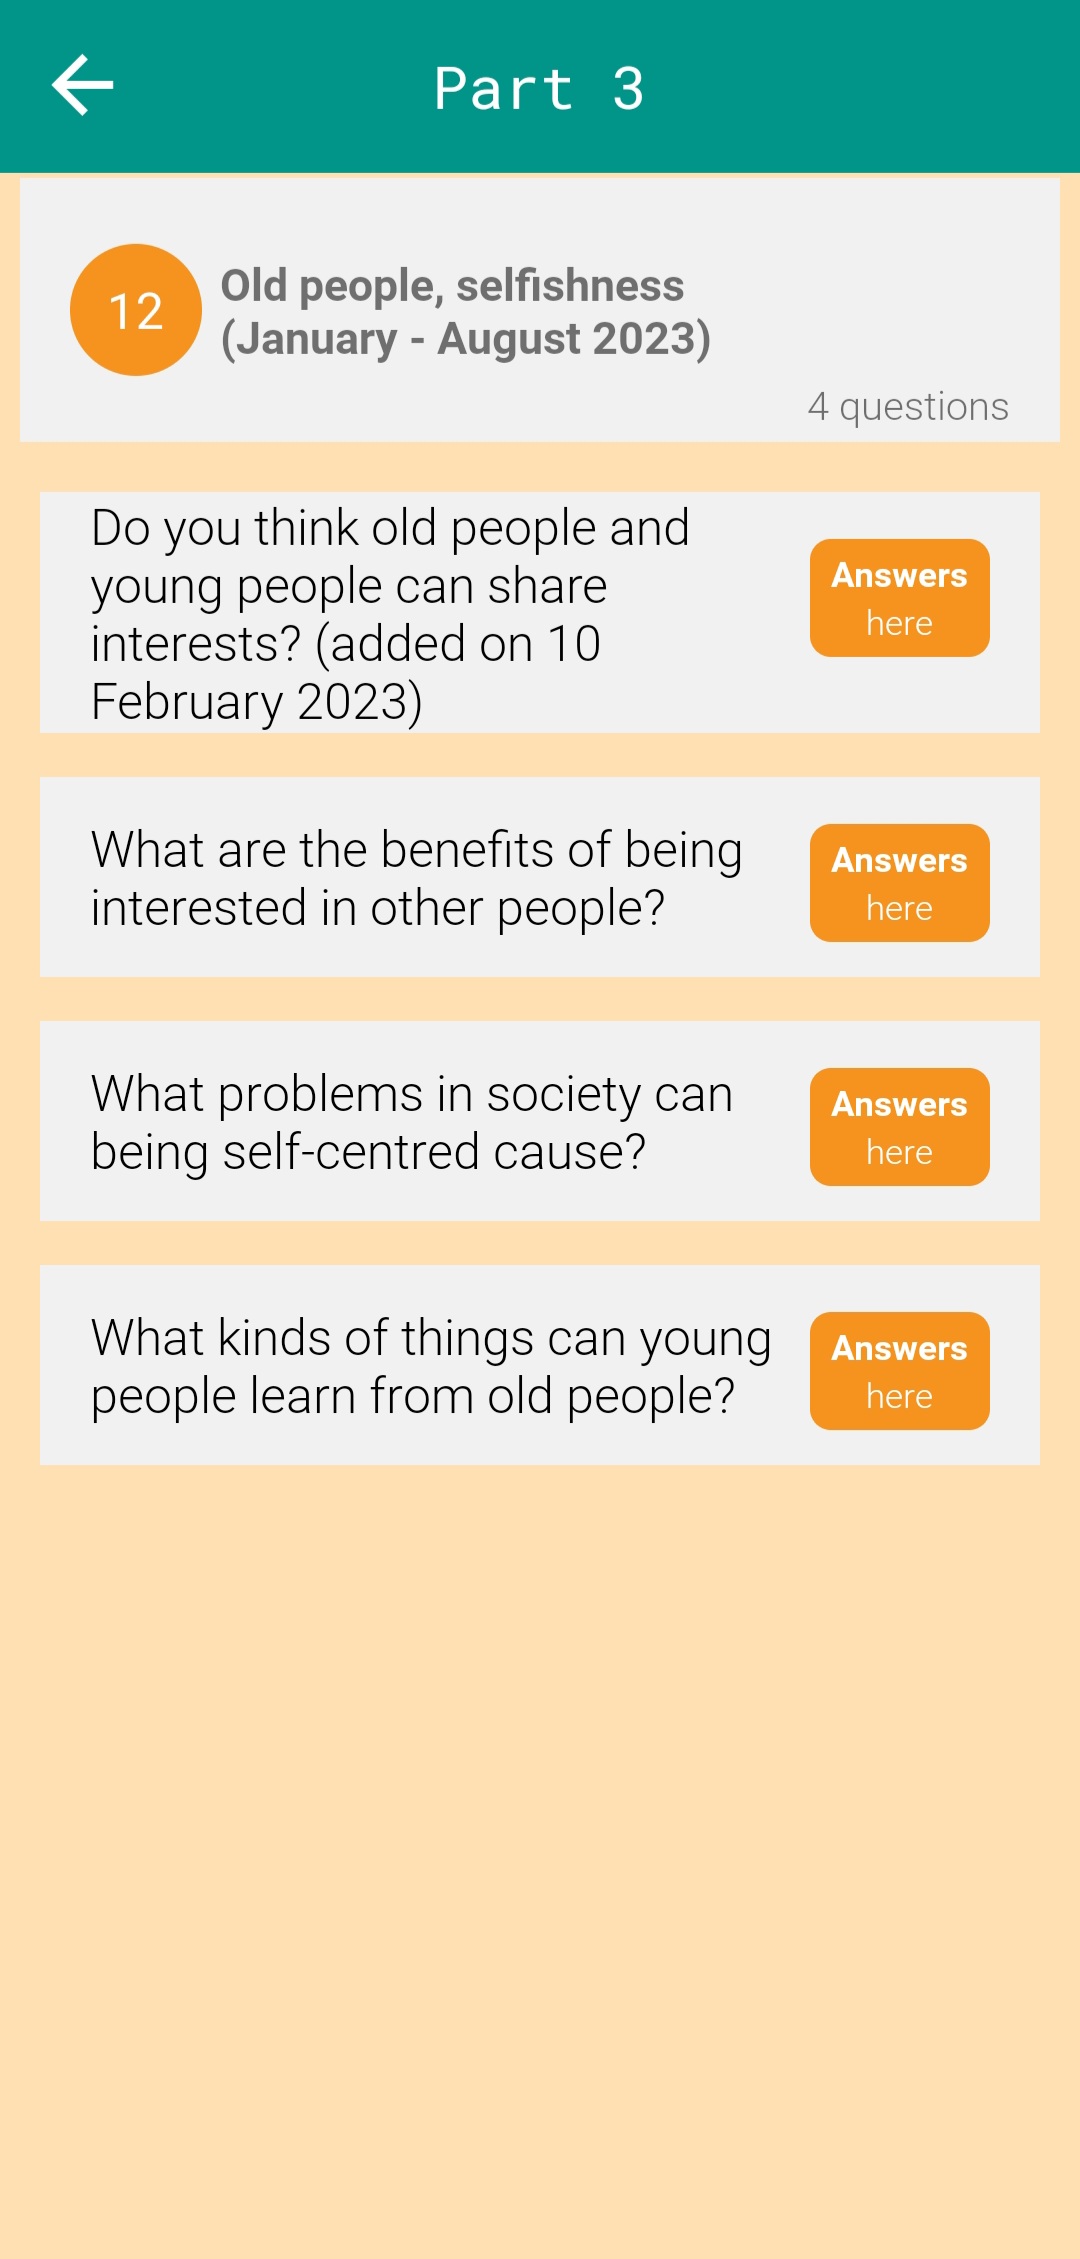 Part 3
12
Old people, selfishness
(January - August 2023)
4 questions
Do you think old people and
young people can share
interests? (added on 10
February 2023)
Answers
here
What are the benefits of being
interested in other people?
Answers
here
What problems in society can
being self-centred cause?
Answers
here
What kinds of things can young
people learn from old people?
Answers
here